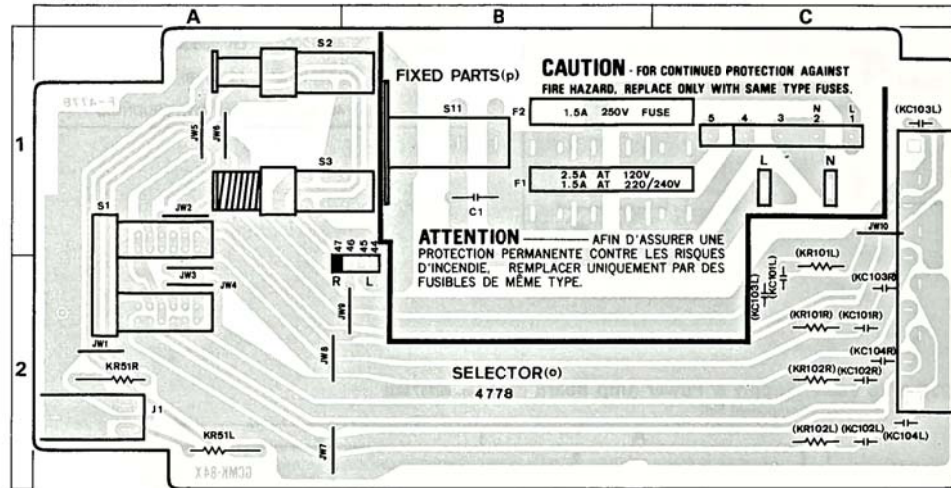 A B C
1
2
S2
F-4778
JW5
JW6
S3
S1
JW2
JW3
JW4
JW1
KR51R
J1
KR51L
GCMK-84X
47 46 45 44
R L
JW9
JW8
JW7
FIXED PARTS(p)
S11
C1
CAUTION - FOR CONTINUED PROTECTION AGAINST
FIRE HAZARD, REPLACE ONLY WITH SAME TYPE FUSES.
F2
1.5A 250V FUSE
F1
2.5A AT 120V
1.5A AT 220/240V
N L
5 4 3 2 1
L N
ATTENTION ——— AFIN D'ASSURER UNE
PROTECTION PERMANENTE CONTRE LES RISQUES
D'INCENDIE, REMPLACER UNIQUEMENT PAR DES
FUSIBLES DE MÊME TYPE.
SELECTOR(o)
4778
(KC103L)
JW10
(KR101L)
(KC101L)
(KC103L)
(KC103R)
(KR101R)
(KC101R)
(KC104R)
(KR102R)
(KC102R)
(KR102L)
(KC102L)
(KC104L)